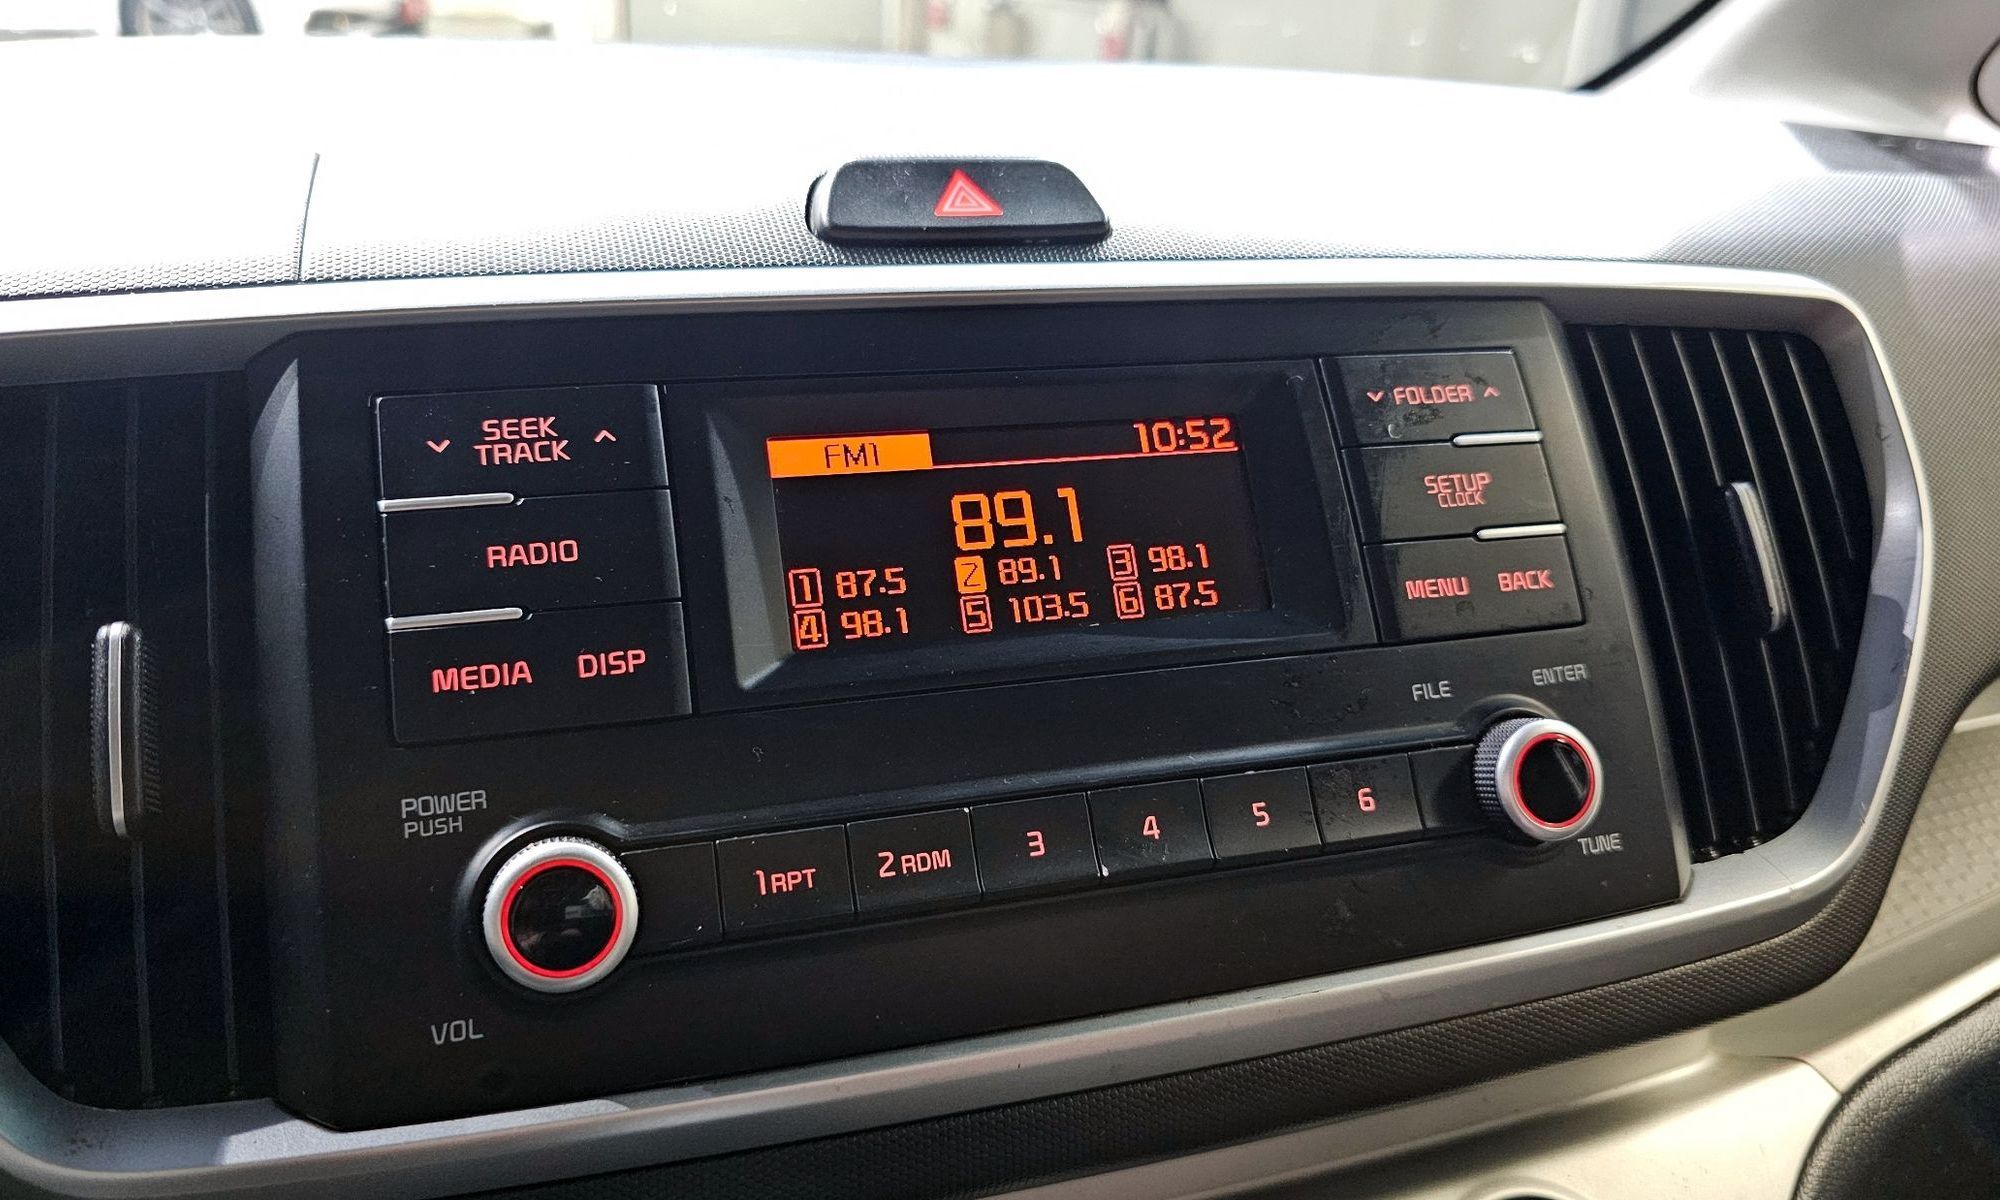 SEEK
TRACK
RADIO
MEDIA DISP
FM1 10:52
89.1
1 87.5 2 89.1 3 98.1
4 98.1 5 103.5 6 87.5
FOLDER
SETUP
CLOCK
MENU BACK
FILE ENTER
POWER
PUSH
VOL
1 RPT 2 RDM 3 4 5 6
TUNE